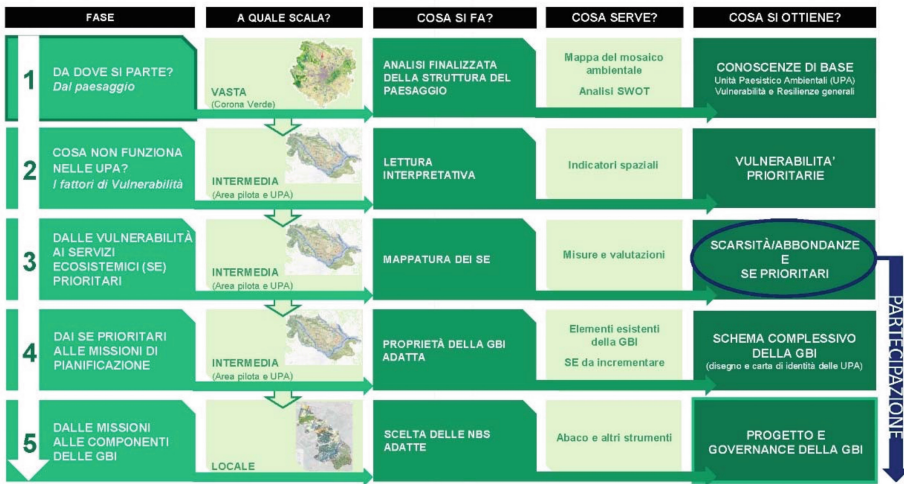 FASE
A QUALE SCALA?
COSA SI FA?
COSA SERVE?
COSA SI OTTIENE?
1
DA DOVE SI PARTE?
Dal paesaggio
VASTA
(Corona Verde)
ANALISI FINALIZZATA
DELLA STRUTTURA DEL
PAESAGGIO
Mappa del mosaico
ambientale
Analisi SWOT
CONOSCENZE DI BASE
Unità Paesistico Ambientali (UPA)
Vulnerabilità e Resilienze generali
2
COSA NON FUNZIONA
NELLE UPA?
I fattori di Vulnerabilità
INTERMEDIA
(Area pilota e UPA)
LETTURA
INTERPRETATIVA
Indicatori spaziali
VULNERABILITA'
PRIORITARIE
3
DALLE VULNERABILITÀ
AI SERVIZI
ECOSISTEMICI (SE)
PRIORITARI
INTERMEDIA
(Area pilota e UPA)
MAPPATURA DEI SE
Misure e valutazioni
SCARSITÀ/ABBONDANZE
E
SE PRIORITARI
4
DAI SE PRIORITARI
ALLE MISSIONI DI
PIANIFICAZIONE
INTERMEDIA
(Area pilota e UPA)
PROPRIETÀ DELLA GBI
ADATTA
Elementi esistenti
della GBI
SE da incrementare
SCHEMA COMPLESSIVO
DELLA GBI
(disegno e carta di identità delle UPA)
5
DALLE MISSIONI
ALLE COMPONENTI
DELLE GBI
LOCALE
SCELTA DELLE NBS
ADATTE
Abaco e altri strumenti
PROGETTO E
GOVERNANCE DELLA GBI
PARTECIPAZIONE